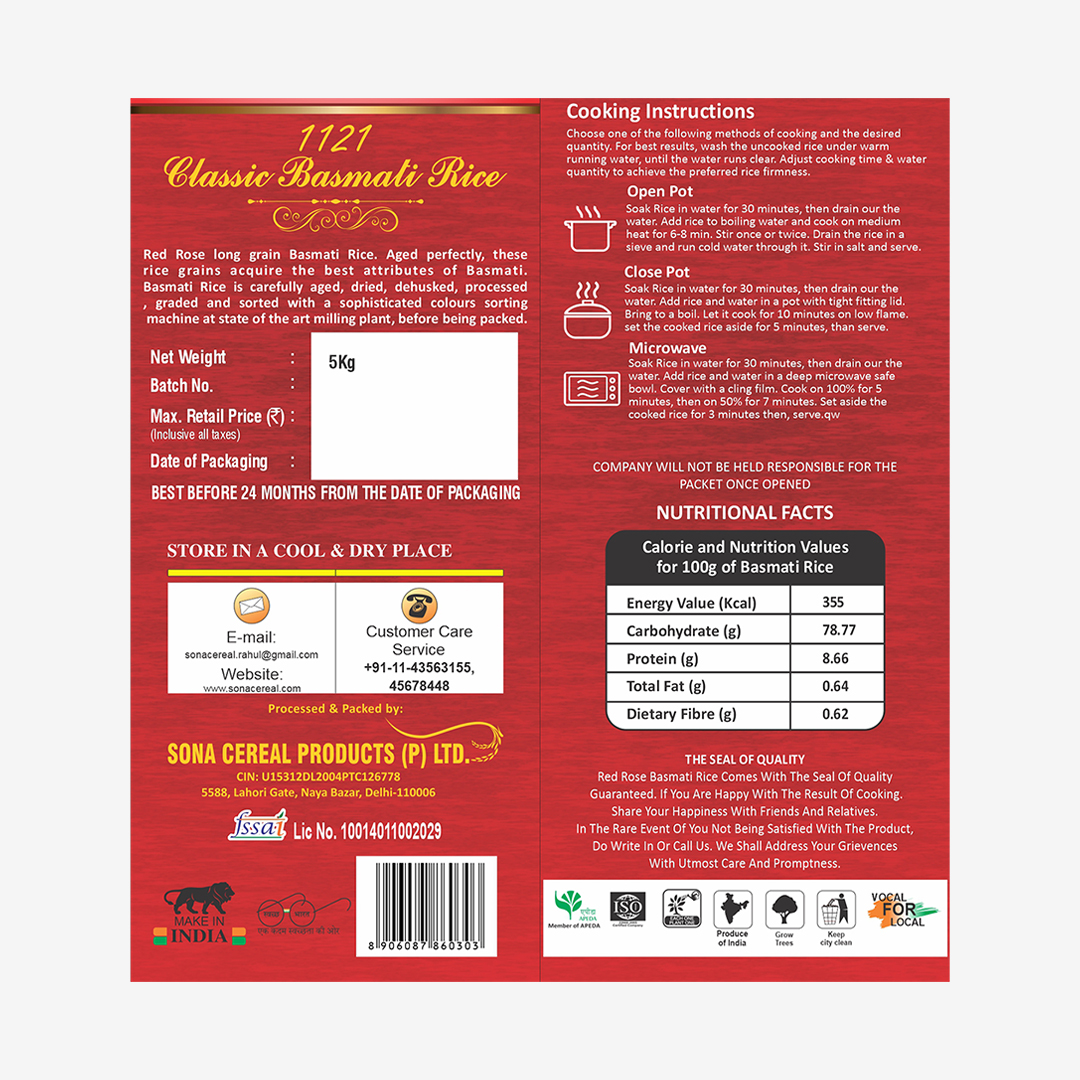 1121
Classic Basmati Rice
Red Rose long grain Basmati Rice. Aged perfectly, these
rice grains acquire the best attributes of Basmati.
Basmati Rice is carefully aged, dried, dehusked, processed
, graded and sorted with a sophisticated colours sorting
machine at state of the art milling plant, before being packed.
Net Weight : 5Kg
Batch No. :
Max. Retail Price (₹) :
(Inclusive all taxes)
Date of Packaging :
BEST BEFORE 24 MONTHS FROM THE DATE OF PACKAGING
STORE IN A COOL & DRY PLACE
E-mail:
sonacereal.rahul@gmail.com
Website:
www.sonacereal.com
Customer Care
Service
+91-11-43563155,
45678448
Processed & Packed by:
SONA CEREAL PRODUCTS (P) LTD.
CIN: U15312DL2004PTC126778
5588, Lahori Gate, Naya Bazar, Delhi-110006
fssai Lic No. 10014011002029
MAKE IN
INDIA
स्वच्छ भारत
एक कदम स्वच्छता की ओर
8 906087 860303
Cooking Instructions
Choose one of the following methods of cooking and the desired
quantity. For best results, wash the uncooked rice under warm
running water, until the water runs clear. Adjust cooking time & water
quantity to achieve the preferred rice firmness.
Open Pot
Soak Rice in water for 30 minutes, then drain our the
water. Add rice to boiling water and cook on medium
heat for 6-8 min. Stir once or twice. Drain the rice in a
sieve and run cold water through it. Stir in salt and serve.
Close Pot
Soak Rice in water for 30 minutes, then drain our the
water. Add rice and water in a pot with tight fitting lid.
Bring to a boil. Let it cook for 10 minutes on low flame.
set the cooked rice aside for 5 minutes, than serve.
Microwave
Soak Rice in water for 30 minutes, then drain our the
water. Add rice and water in a deep microwave safe
bowl. Cover with a cling film. Cook on 100% for 5
minutes, then on 50% for 7 minutes. Set aside the
cooked rice for 3 minutes then, serve.qw
COMPANY WILL NOT BE HELD RESPONSIBLE FOR THE
PACKET ONCE OPENED
NUTRITIONAL FACTS
Calorie and Nutrition Values
for 100g of Basmati Rice
Energy Value (Kcal) 355
Carbohydrate (g) 78.77
Protein (g) 8.66
Total Fat (g) 0.64
Dietary Fibre (g) 0.62
THE SEAL OF QUALITY
Red Rose Basmati Rice Comes With The Seal Of Quality
Guaranteed. If You Are Happy With The Result Of Cooking.
Share Your Happiness With Friends And Relatives.
In The Rare Event Of You Not Being Satisfied With The Product,
Do Write In Or Call Us. We Shall Address Your Grievences
With Utmost Care And Promptness.
एपीडा
APEDA
Member of APEDA
ISO
Certified Company
Produce
of India
Grow
Trees
Keep
city clean
VOCAL
FOR
LOCAL